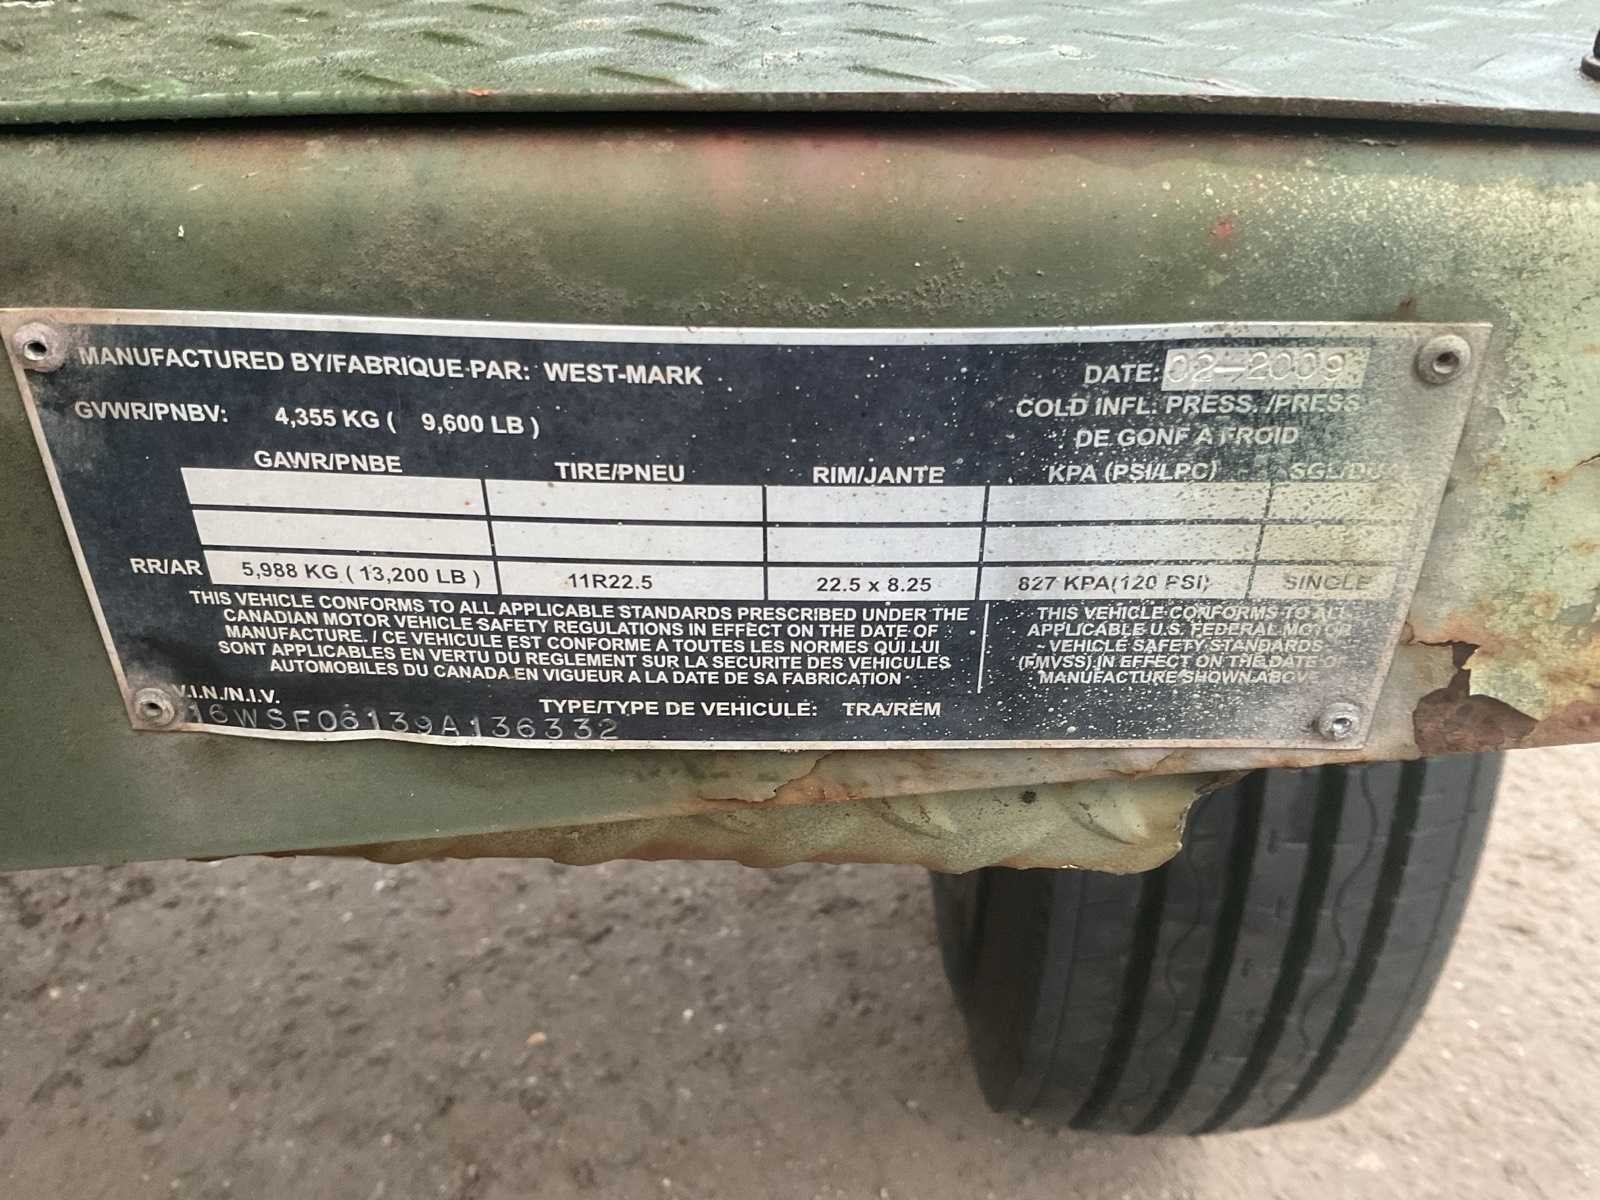 MANUFACTURED BY/FABRIQUE PAR: WEST-MARK
DATE: 02-2009
GVWR/PNBV: 4,355 KG ( 9,600 LB )
COLD INFL. PRESS. /PRESS
DE GONF A FROID
GAWR/PNBE TIRE/PNEU RIM/JANTE KPA (PSI/LPC) SGL/DU
RR/AR 5,988 KG ( 13,200 LB ) 11R22.5 22.5 x 8.25 827 KPA(120 PSI) SINGLE
THIS VEHICLE CONFORMS TO ALL APPLICABLE STANDARDS PRESCRIBED UNDER THE
CANADIAN MOTOR VEHICLE SAFETY REGULATIONS IN EFFECT ON THE DATE OF
MANUFACTURE. / CE VEHICULE EST CONFORME A TOUTES LES NORMES QUI LUI
SONT APPLICABLES EN VERTU DU REGLEMENT SUR LA SECURITE DES VEHICULES
AUTOMOBILES DU CANADA EN VIGUEUR A LA DATE DE SA FABRICATION
THIS VEHICLE CONFORMS TO ALL
APPLICABLE U.S. FEDERAL MOTOR
VEHICLE SAFETY STANDARDS
(FMVSS) IN EFFECT ON THE DATE OF
MANUFACTURE SHOWN ABOVE
V.I.N./N.I.V.
16WSF06139A136332
TYPE/TYPE DE VEHICULE: TRA/REM